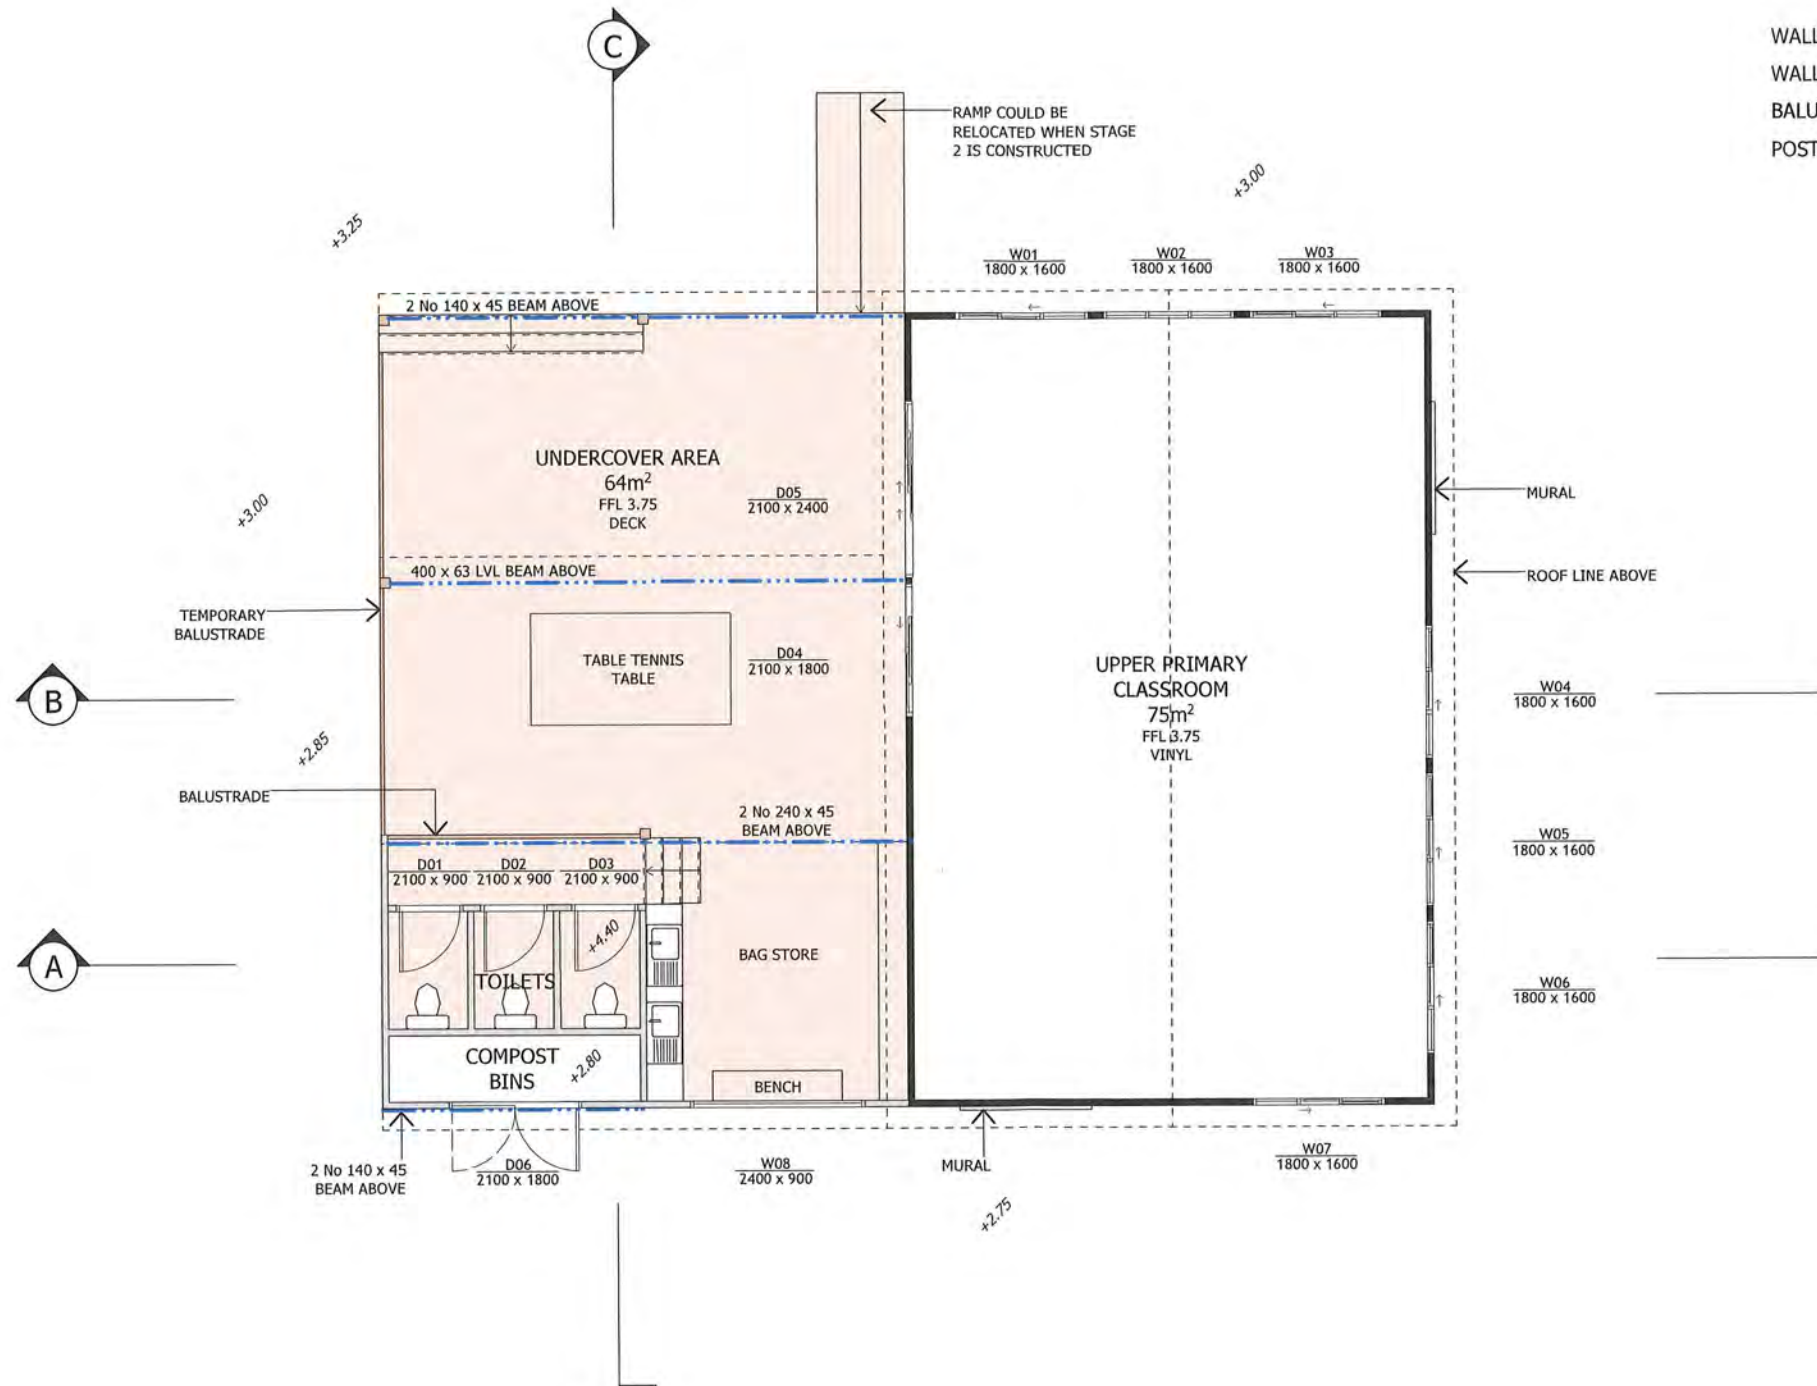 C
WALL
WALL
BALU
POST
RAMP COULD BE
RELOCATED WHEN STAGE
2 IS CONSTRUCTED
+3.00
+3.25
W01
1800 x 1600
W02
1800 x 1600
W03
1800 x 1600
2 No 140 x 45 BEAM ABOVE
UNDERCOVER AREA
64m²
FFL 3.75
DECK
D05
2100 x 2400
MURAL
+3.00
400 x 63 LVL BEAM ABOVE
ROOF LINE ABOVE
TEMPORARY
BALUSTRADE
TABLE TENNIS
TABLE
D04
2100 x 1800
UPPER PRIMARY
CLASSROOM
75m²
FFL 3.75
VINYL
B
W04
1800 x 1600
+2.85
BALUSTRADE
2 No 240 x 45
BEAM ABOVE
W05
1800 x 1600
D01
2100 x 900
D02
2100 x 900
D03
2100 x 900
+4.40
A
BAG STORE
TOILETS
W06
1800 x 1600
COMPOST
BINS
+2.80
BENCH
2 No 140 x 45
BEAM ABOVE
D06
2100 x 1800
W08
2400 x 900
MURAL
W07
1800 x 1600
+2.75